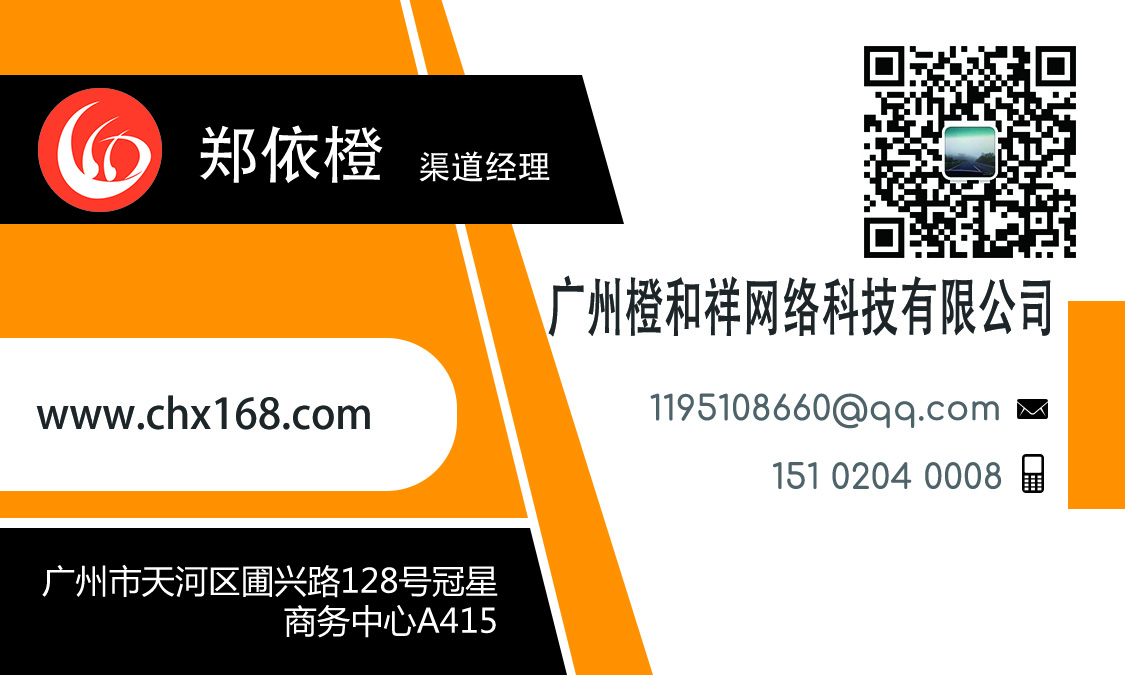 郑依橙 渠道经理
广州橙和祥网络科技有限公司
www.chx168.com
1195108660@qq.com
151 0204 0008
广州市天河区圃兴路128号冠星
商务中心A415